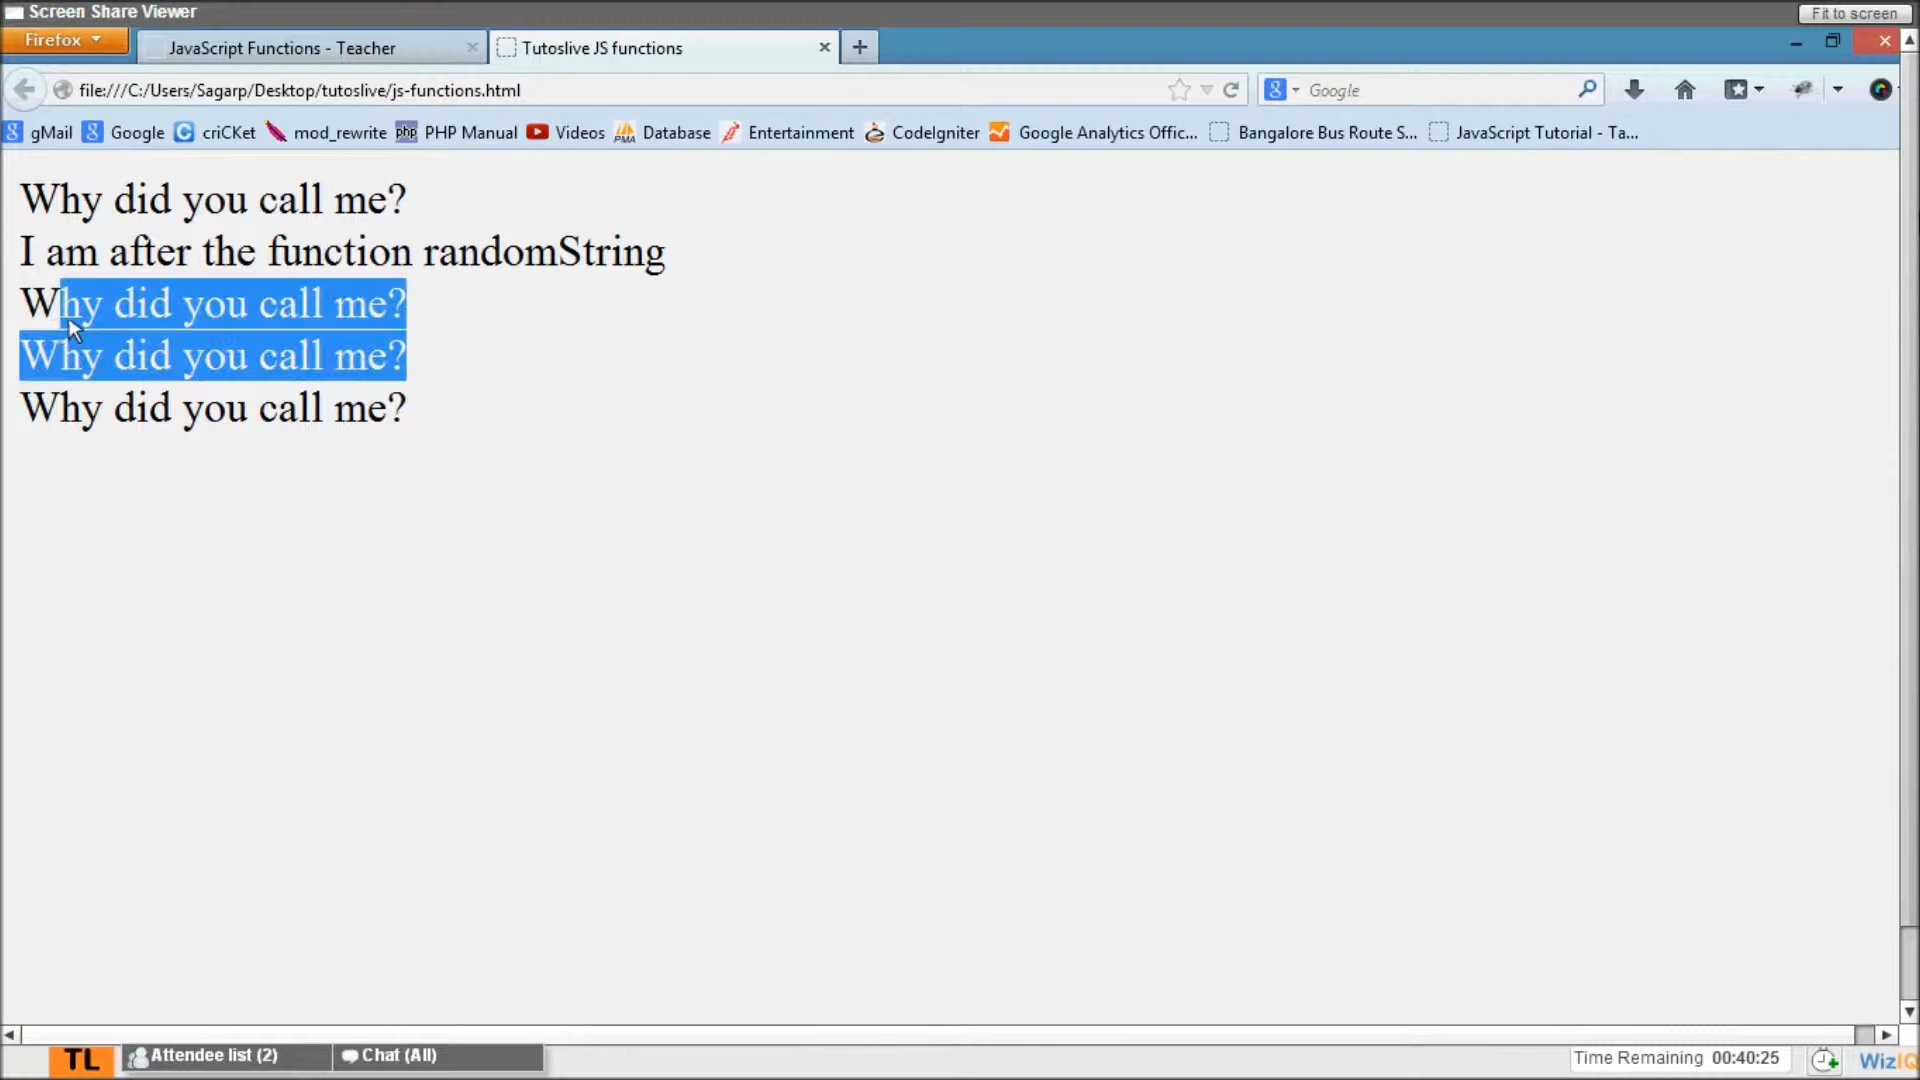 Screen Share Viewer
Fit to screen
Firefox
JavaScript Functions - Teacher
Tutoslive JS functions
file:///C:/Users/Sagarp/Desktop/tutoslive/js-functions.html
Google
gMail
Google
criCKet
mod_rewrite
php
PHP Manual
Videos
PMA
Database
Entertainment
CodeIgniter
Google Analytics Offic...
Bangalore Bus Route S...
JavaScript Tutorial - Ta...
Why did you call me?
I am after the function randomString
Why did you call me?
Why did you call me?
Why did you call me?
TL
Attendee list (2)
Chat (All)
Time Remaining 00:40:25
WizIQ